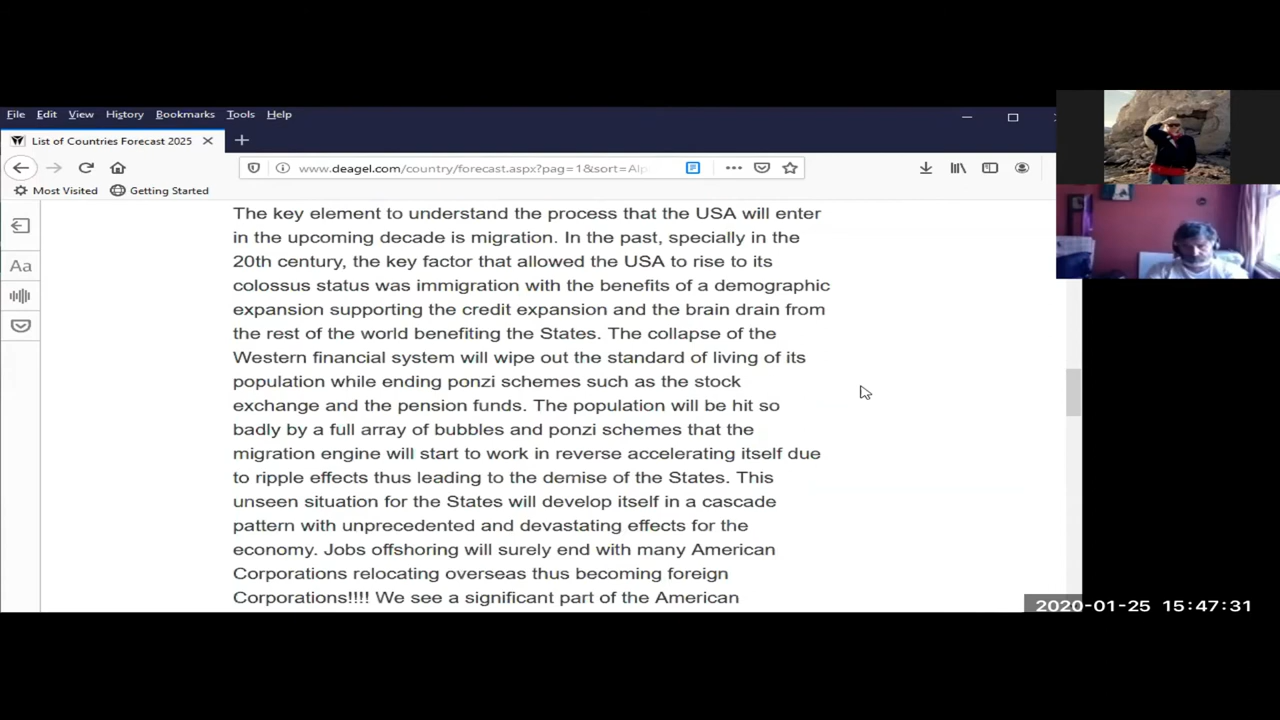 File Edit View History Bookmarks Tools Help
List of Countries Forecast 2025
www.deagel.com/country/forecast.aspx?pag=1&sort=Alp
Most Visited Getting Started
Aa
The key element to understand the process that the USA will enter
in the upcoming decade is migration. In the past, specially in the
20th century, the key factor that allowed the USA to rise to its
colossus status was immigration with the benefits of a demographic
expansion supporting the credit expansion and the brain drain from
the rest of the world benefiting the States. The collapse of the
Western financial system will wipe out the standard of living of its
population while ending ponzi schemes such as the stock
exchange and the pension funds. The population will be hit so
badly by a full array of bubbles and ponzi schemes that the
migration engine will start to work in reverse accelerating itself due
to ripple effects thus leading to the demise of the States. This
unseen situation for the States will develop itself in a cascade
pattern with unprecedented and devastating effects for the
economy. Jobs offshoring will surely end with many American
Corporations relocating overseas thus becoming foreign
Corporations!!!! We see a significant part of the American
2020-01-25 15:47:31